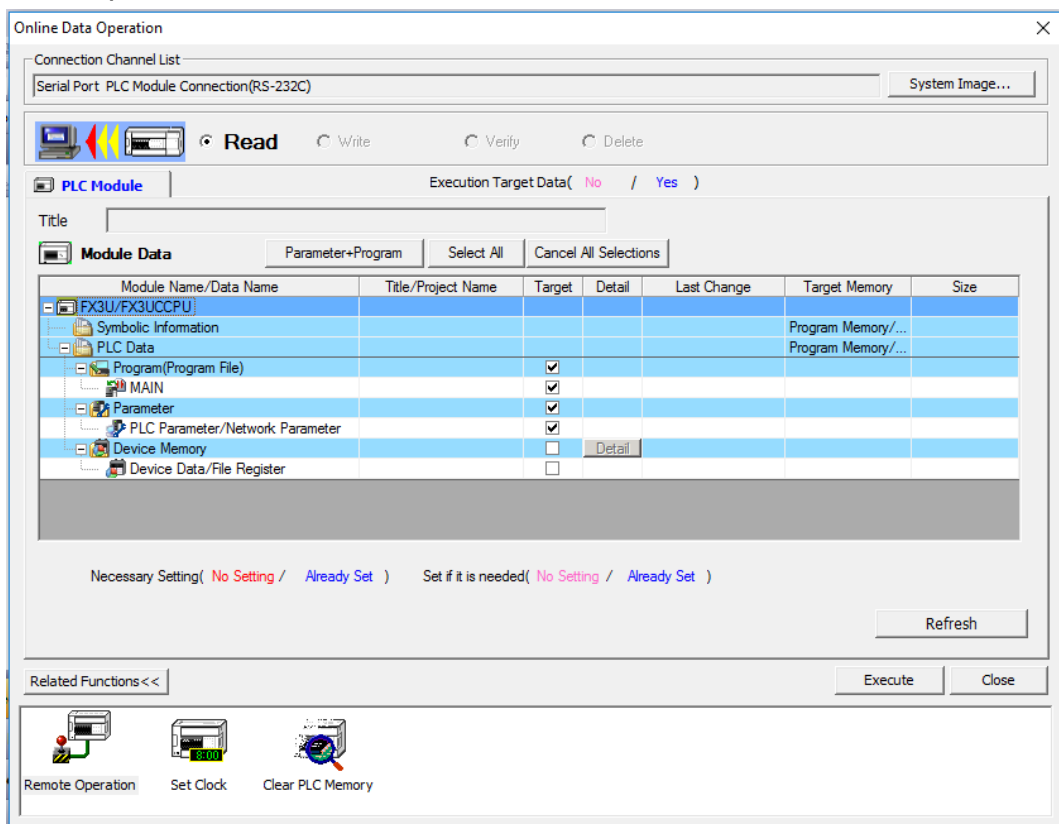 Online Data Operation
Connection Channel List
Serial Port  PLC Module Connection(RS-232C)
System Image...
Read
Write
Verify
Delete
PLC Module
Execution Target Data( No / Yes )
Title
Module Data
Parameter+Program
Select All
Cancel All Selections
Module Name/Data Name Title/Project Name Target Detail Last Change Target Memory Size
FX3U/FX3UCCPU
Symbolic Information Program Memory/...
PLC Data Program Memory/...
Program(Program File)
MAIN
Parameter
PLC Parameter/Network Parameter
Device Memory Detail
Device Data/File Register
Necessary Setting( No Setting / Already Set ) Set if it is needed( No Setting / Already Set )
Refresh
Related Functions<<
Execute
Close
8:00
Remote Operation
Set Clock
Clear PLC Memory